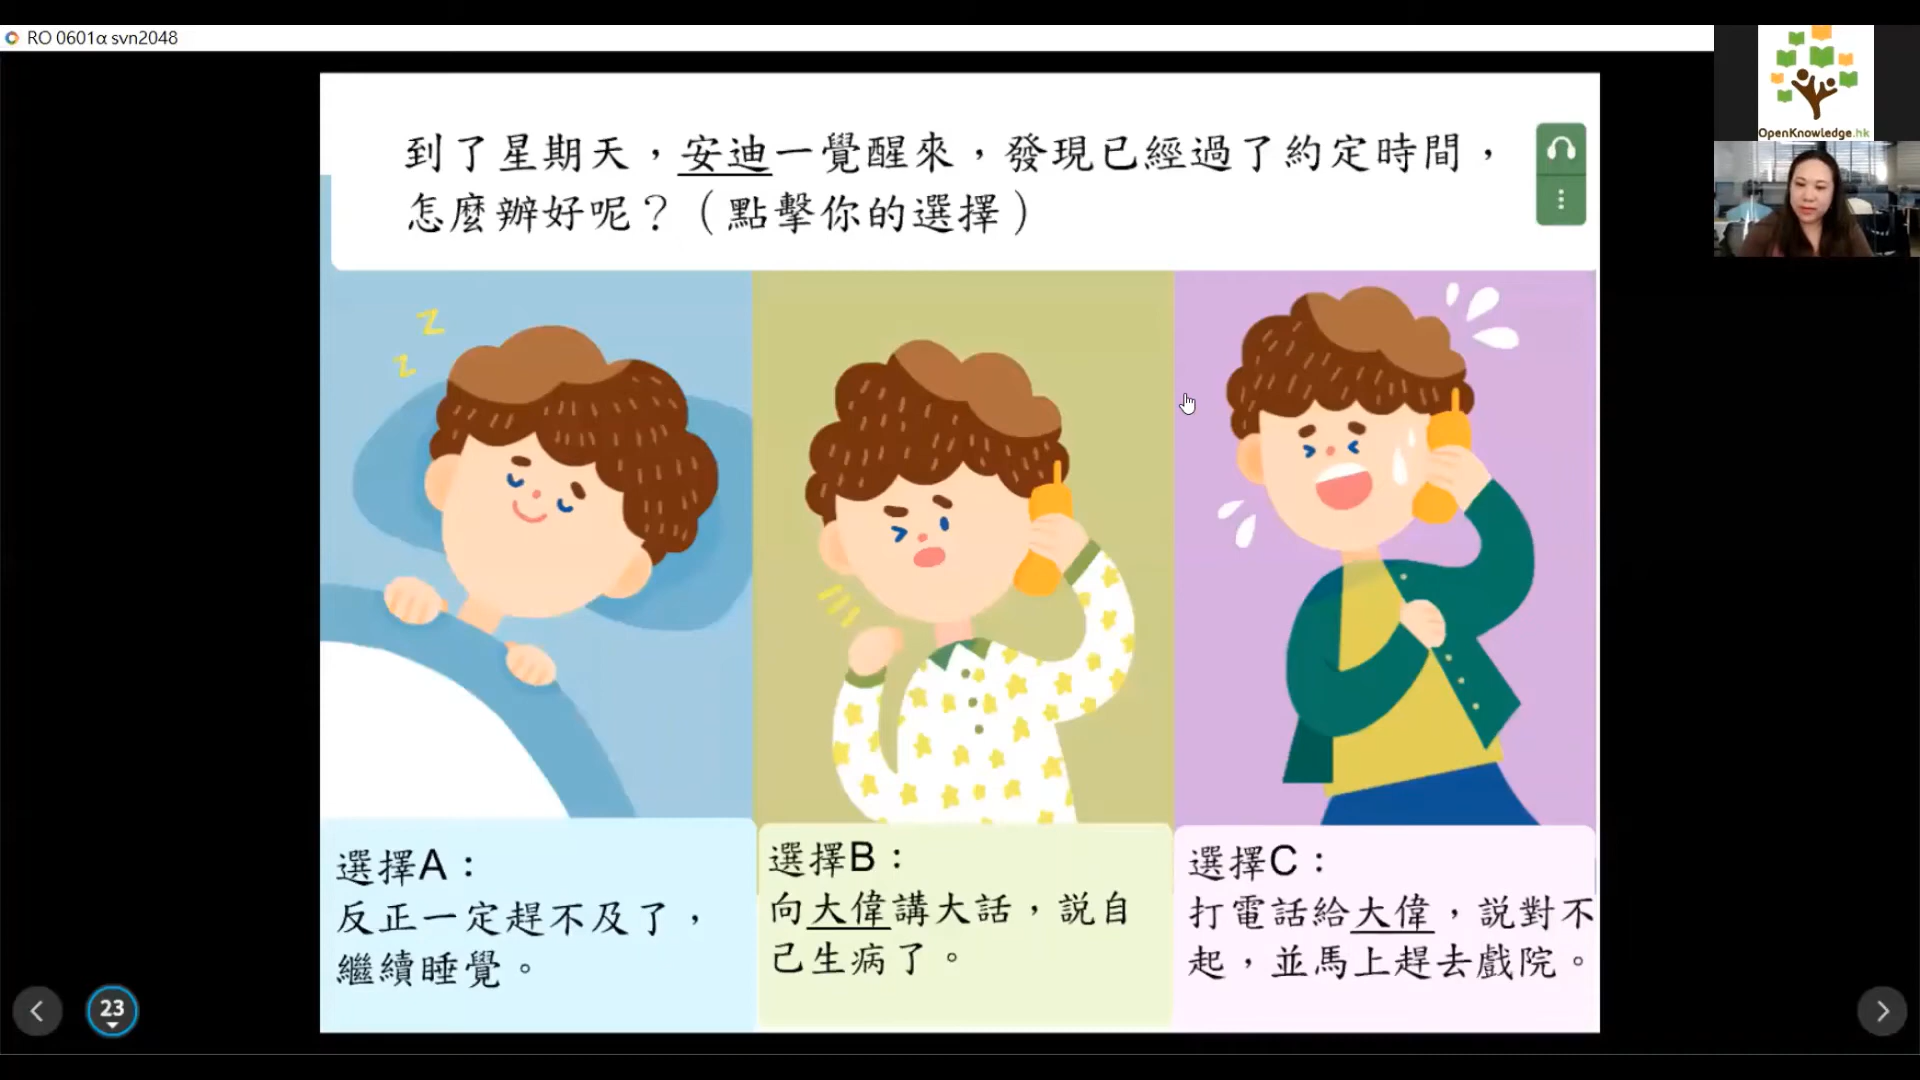 RO 0601α svn2048
OpenKnowledge.hk
到了星期天，安迪一覺醒來，發現已經過了約定時間，
怎麼辦好呢？（點擊你的選擇）
z
z
選擇A：
反正一定趕不及了，
繼續睡覺。
選擇B：
向大偉講大話，説自
己生病了。
選擇C：
打電話給大偉，説對不
起，並馬上趕去戲院。
23